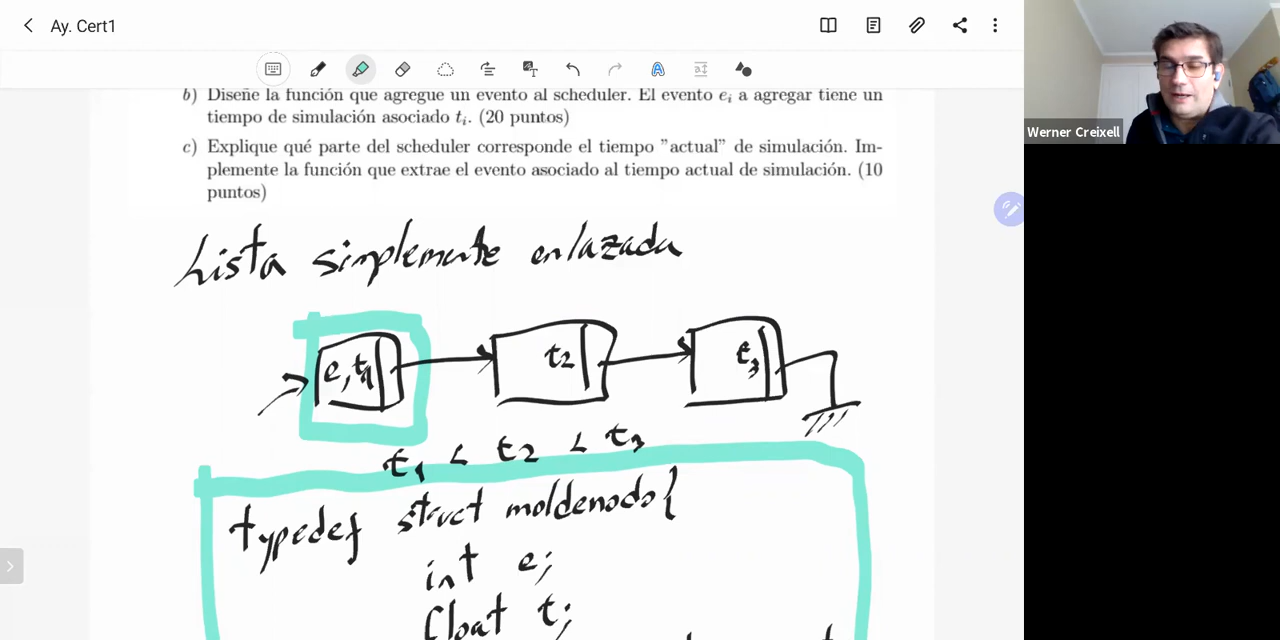 Ay. Cert1
b) Diseñe la función que agregue un evento al scheduler. El evento ei a agregar tiene un
tiempo de simulación asociado ti. (20 puntos)
c) Explique qué parte del scheduler corresponde el tiempo "actual" de simulación. Im-
plemente la función que extrae el evento asociado al tiempo actual de simulación. (10
puntos)
Werner Creixell
Lista simplemente enlazada
e,t1 t2 t3
t1 < t2 < t3
typedef struct moldenodo{
int e;
float t;